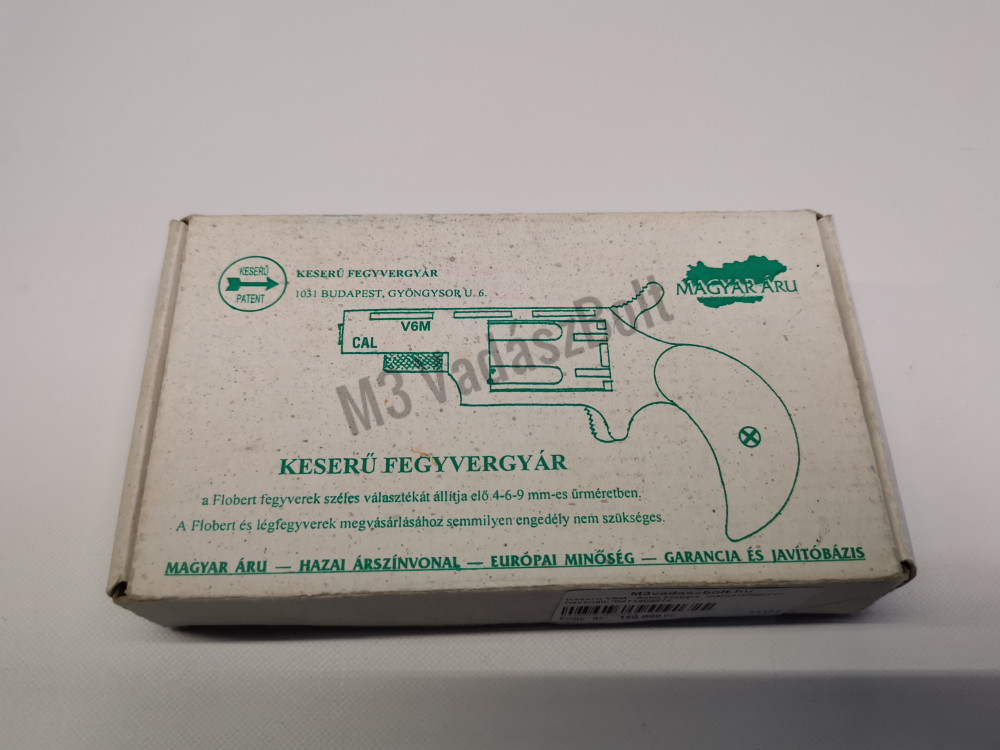 KESERŰ
PATENT
KESERŰ FEGYVERGYÁR
1031 BUDAPEST, GYÖNGYSOR U. 6.
MAGYAR ÁRU
V6M
CAL
M3 VadászBolt
KESERŰ FEGYVERGYÁR
a Flobert fegyverek széles választékát állítja elő 4-6-9 mm-es űrméretben.
A Flobert és légfegyverek megvásárlásához semmilyen engedély nem szükséges.
MAGYAR ÁRU — HAZAI ÁRSZÍNVONAL — EURÓPAI MINŐSÉG — GARANCIA ÉS JAVÍTÓBÁZIS
M3vadaszbolt.hu